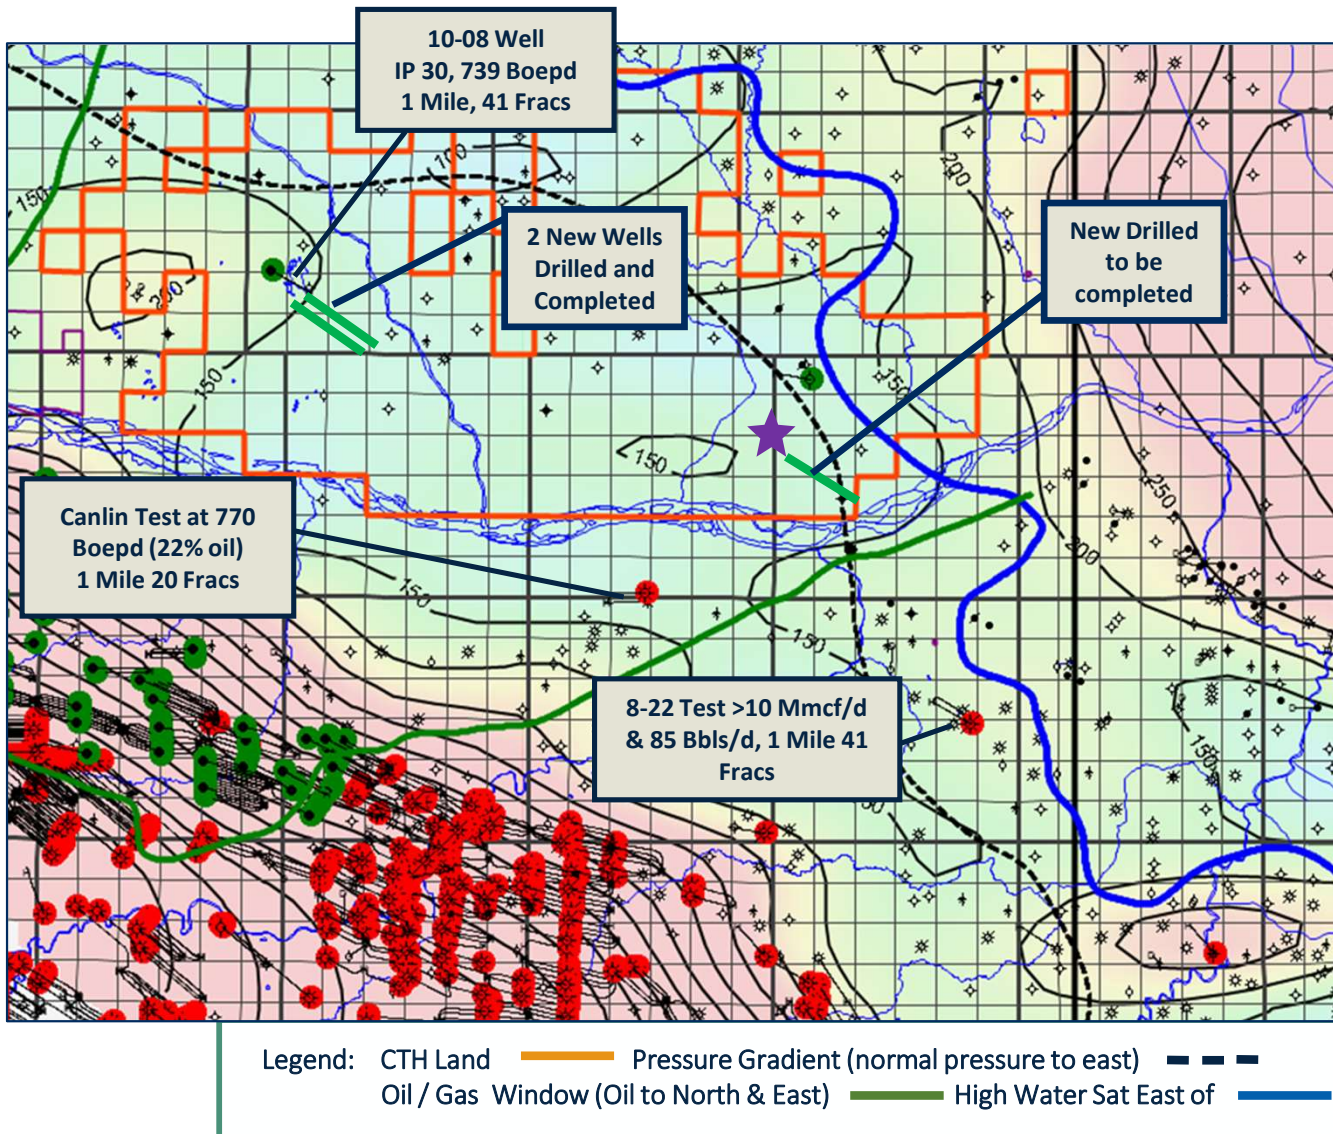 10-08 Well
IP 30, 739 Boepd
1 Mile, 41 Fracs
2 New Wells
Drilled and
Completed
New Drilled
to be
completed
100
200
150
200
150
150
150
Canlin Test at 770
Boepd (22% oil)
1 Mile 20 Fracs
250
200
150
150
8-22 Test >10 Mmcf/d
& 85 Bbls/d, 1 Mile 41
Fracs
150
Legend: CTH Land Pressure Gradient (normal pressure to east)
Oil / Gas Window (Oil to North & East) High Water Sat East of